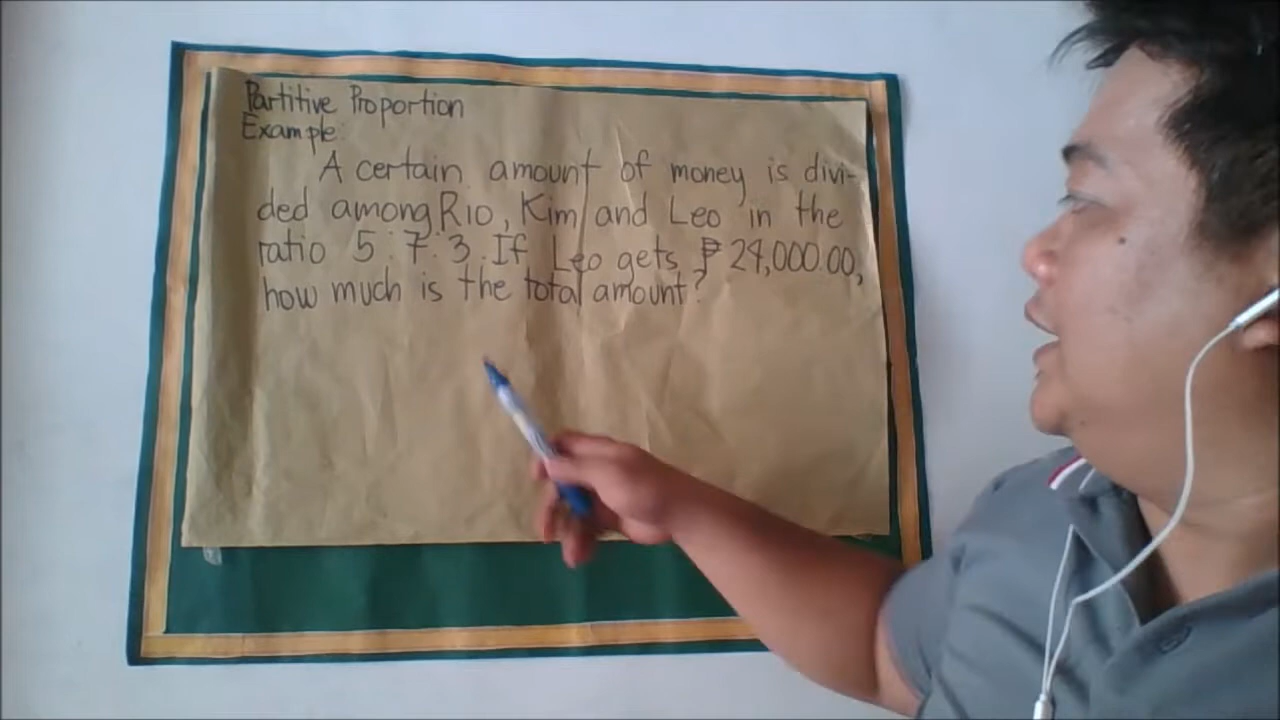 Partitive Proportion
Example:
A certain amount of money is divi-
ded among Rio, Kim and Leo in the
ratio 5:7:3. If Leo gets ₱ 24,000.00,
how much is the total amount?